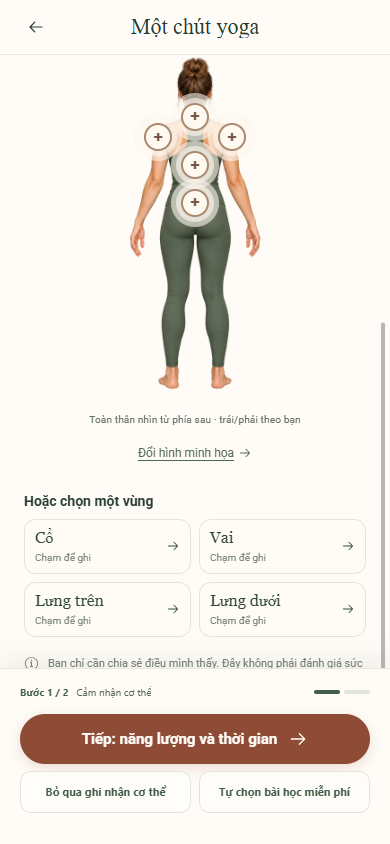 Một chút yoga
Toàn thân nhìn từ phía sau · trái/phải theo bạn
Đổi hình minh họa →
Hoặc chọn một vùng
Cổ
Chạm để ghi
Vai
Chạm để ghi
Lưng trên
Chạm để ghi
Lưng dưới
Chạm để ghi
Bạn chỉ cần chia sẻ điều mình thấy. Đây không phải đánh giá sức
Bước 1 / 2 Cảm nhận cơ thể
Tiếp: năng lượng và thời gian →
Bỏ qua ghi nhận cơ thể
Tự chọn bài học miễn phí